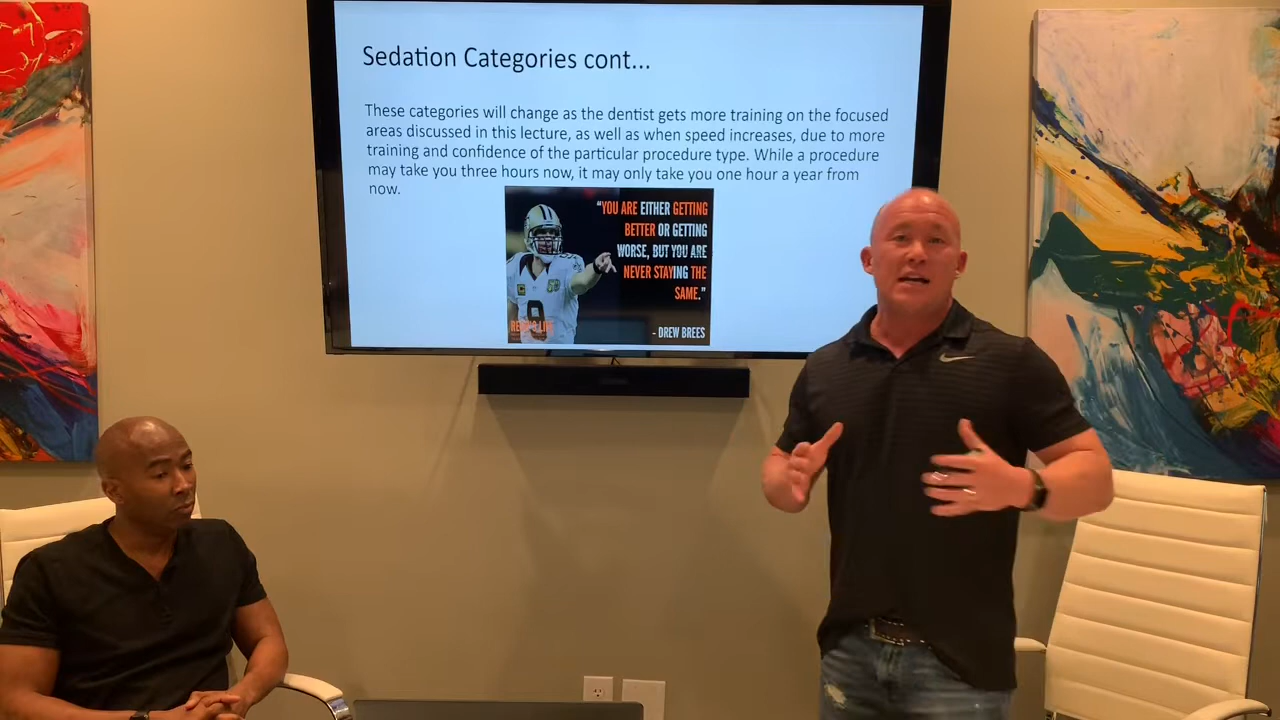 Sedation Categories cont...
These categories will change as the dentist gets more training on the focused
areas discussed in this lecture, as well as when speed increases, due to more
training and confidence of the particular procedure type. While a procedure
may take you three hours now, it may only take you one hour a year from
now.
“YOU ARE EITHER GETTING
BETTER OR GETTING
WORSE, BUT YOU ARE
NEVER STAYING THE
SAME.”
- DREW BREES
9